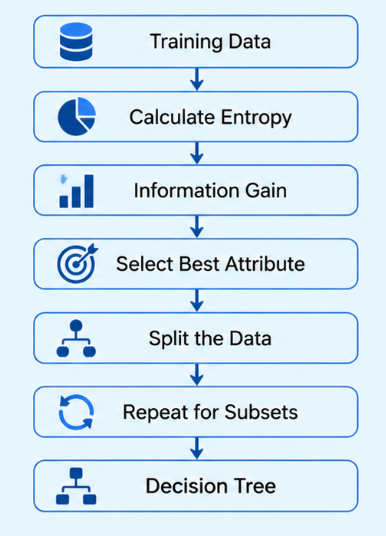 Training Data
Calculate Entropy
Information Gain
Select Best Attribute
Split the Data
Repeat for Subsets
Decision Tree